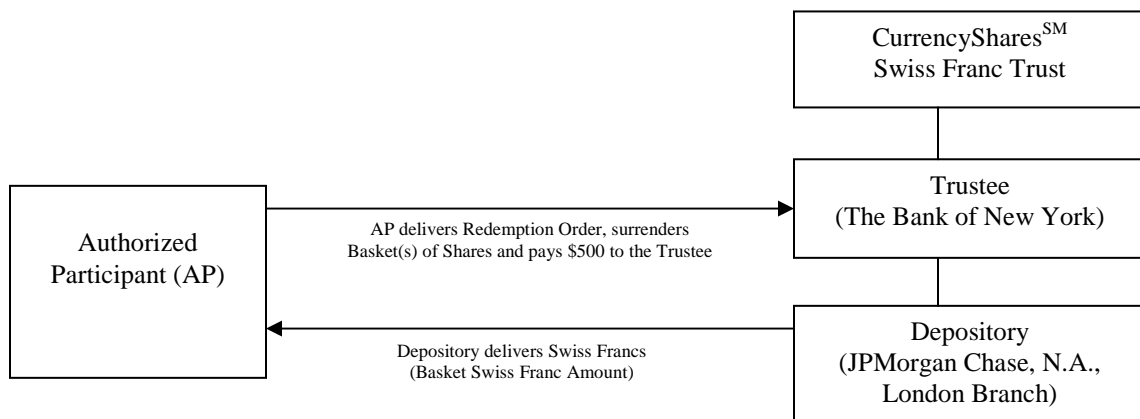 CurrencyShares^SM
Swiss Franc Trust
Trustee
(The Bank of New York)
Authorized
Participant (AP)
AP delivers Redemption Order, surrenders
Basket(s) of Shares and pays $500 to the Trustee
Depository delivers Swiss Francs
(Basket Swiss Franc Amount)
Depository
(JPMorgan Chase, N.A.,
London Branch)